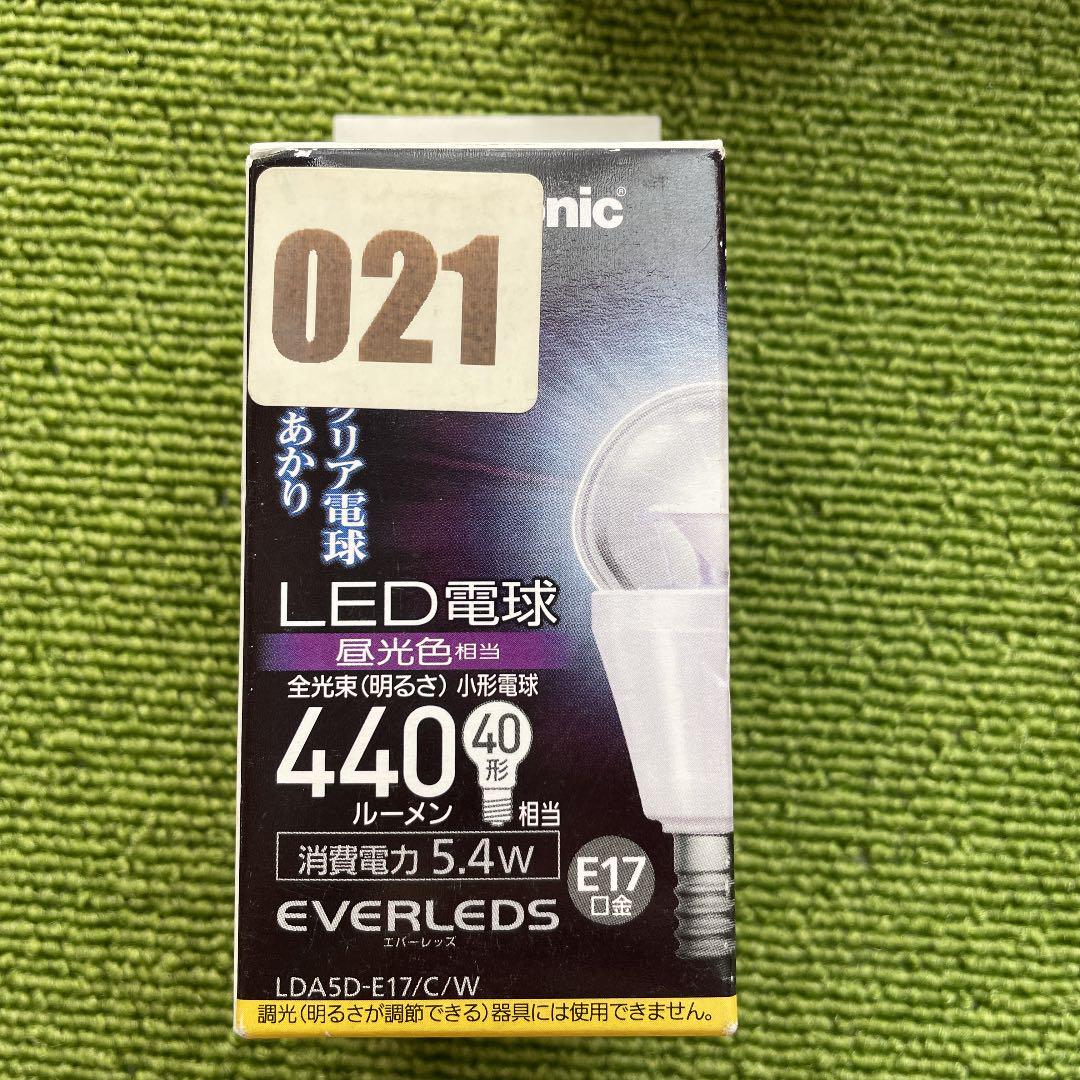 021
nic®
リア電球
あかり
LED電球
昼光色相当
全光束(明るさ) 小形電球
440
40
形
ルーメン
相当
消費電力 5.4W
E17
口金
EVERLEDS
エバーレッズ
LDA5D-E17/C/W
調光(明るさが調節できる)器具には使用できません。